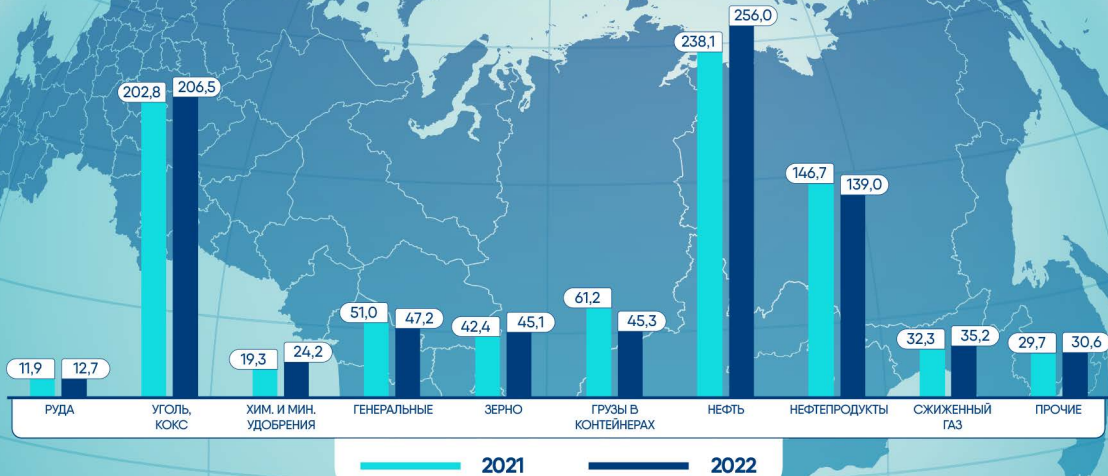 256,0
238,1
202,8 206,5
146,7 139,0
61,2
51,0 47,2 42,4 45,1 45,3
19,3 24,2 32,3 35,2 29,7 30,6
11,9 12,7
РУДА УГОЛЬ, ХИМ. И МИН. ГЕНЕРАЛЬНЫЕ ЗЕРНО ГРУЗЫ В НЕФТЬ НЕФТЕПРОДУКТЫ СЖИЖЕННЫЙ ПРОЧИЕ
КОКС УДОБРЕНИЯ КОНТЕЙНЕРАХ ГАЗ
2021 2022